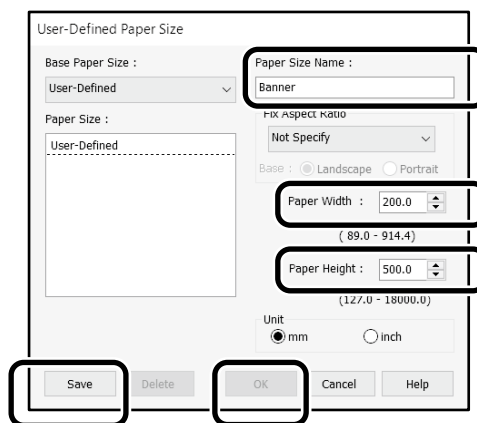 User-Defined Paper Size
Base Paper Size :
User-Defined
Paper Size :
User-Defined
Paper Size Name :
Banner
Fix Aspect Ratio
Not Specify
Base : Landscape Portrait
Paper Width : 200.0
( 89.0 - 914.4)
Paper Height : 500.0
(127.0 - 18000.0)
Unit
mm inch
Save Delete OK Cancel Help